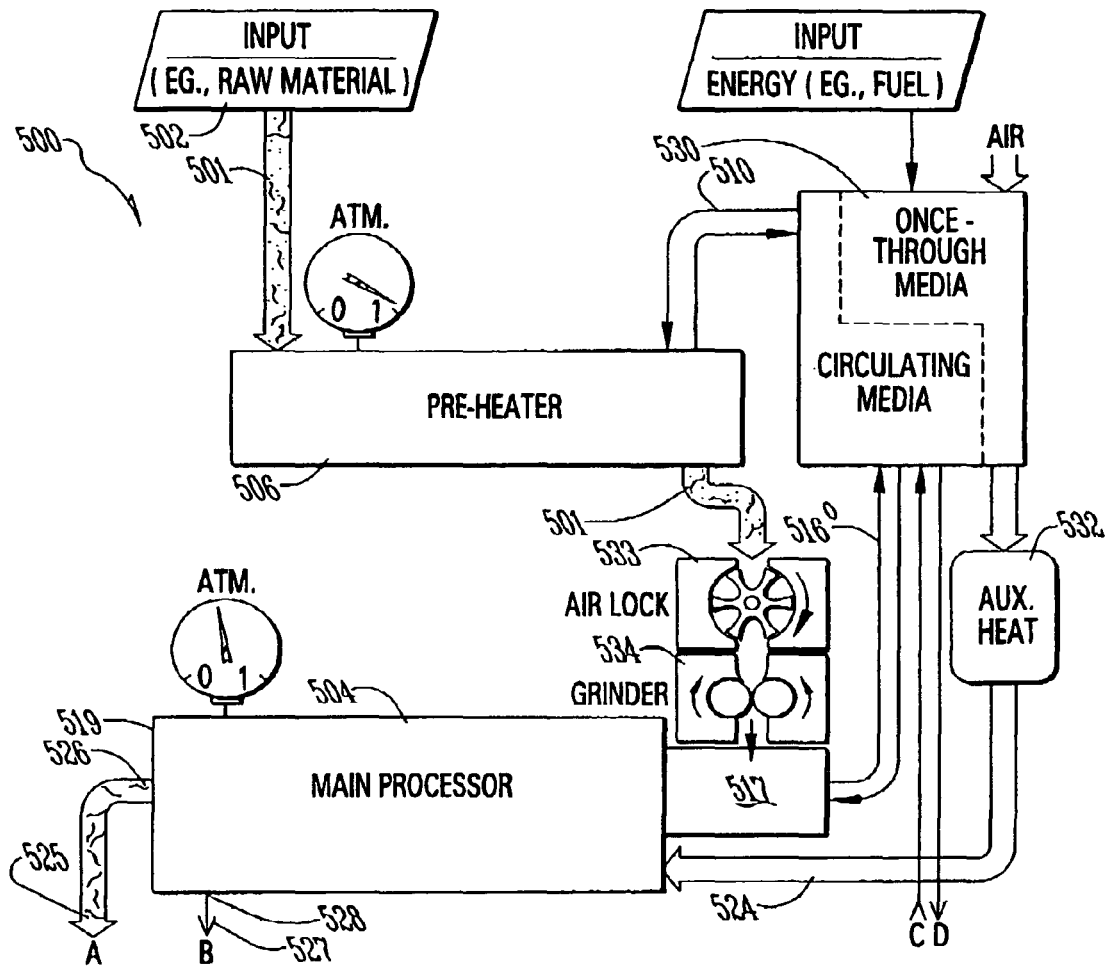 INPUT
( EG., RAW MATERIAL )
INPUT
ENERGY ( EG., FUEL )
502
500
501
530
510
AIR
ATM.
0 1
ONCE -
THROUGH
MEDIA
CIRCULATING
MEDIA
PRE-HEATER
506
501
533
516
532
AIR LOCK
AUX.
HEAT
ATM.
0 1
534
GRINDER
504
519
526
MAIN PROCESSOR
517
525
524
528
527
A
B
C D